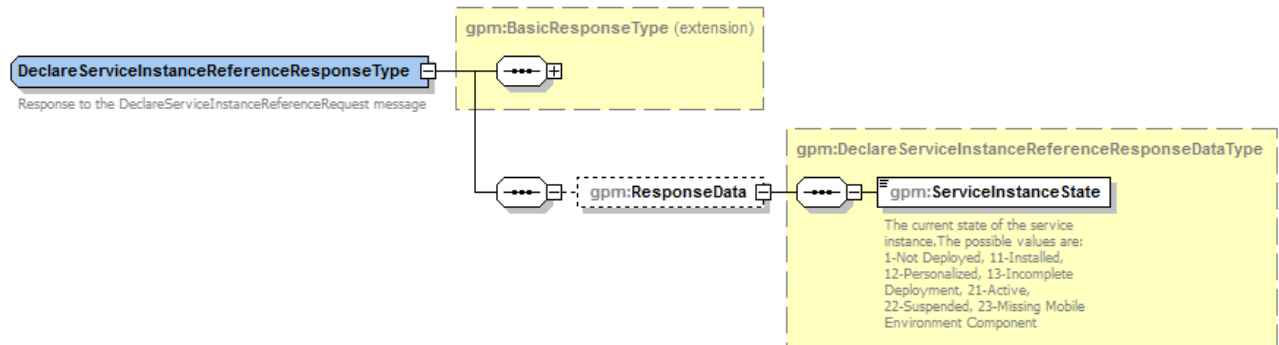 gpm:BasicResponseType (extension)
DeclareServiceInstanceReferenceResponseType
Response to the DeclareServiceInstanceReferenceRequest message
gpm:DeclareServiceInstanceReferenceResponseDataType
gpm:ResponseData
gpm:ServiceInstanceState
The current state of the service
instance.The possible values are:
1-Not Deployed, 11-Installed,
12-Personalized, 13-Incomplete
Deployment, 21-Active,
22-Suspended, 23-Missing Mobile
Environment Component